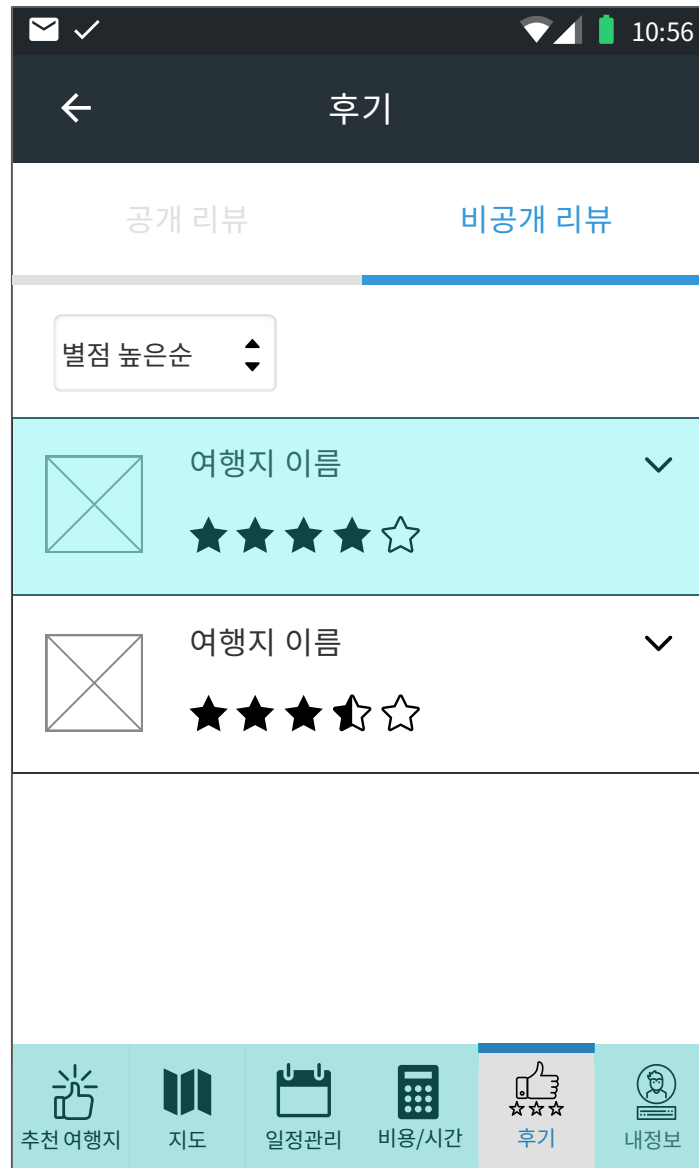 10:56
후기
공개 리뷰
비공개 리뷰
별점 높은순
여행지 이름
여행지 이름
추천 여행지
지도
일정관리
비용/시간
후기
내정보